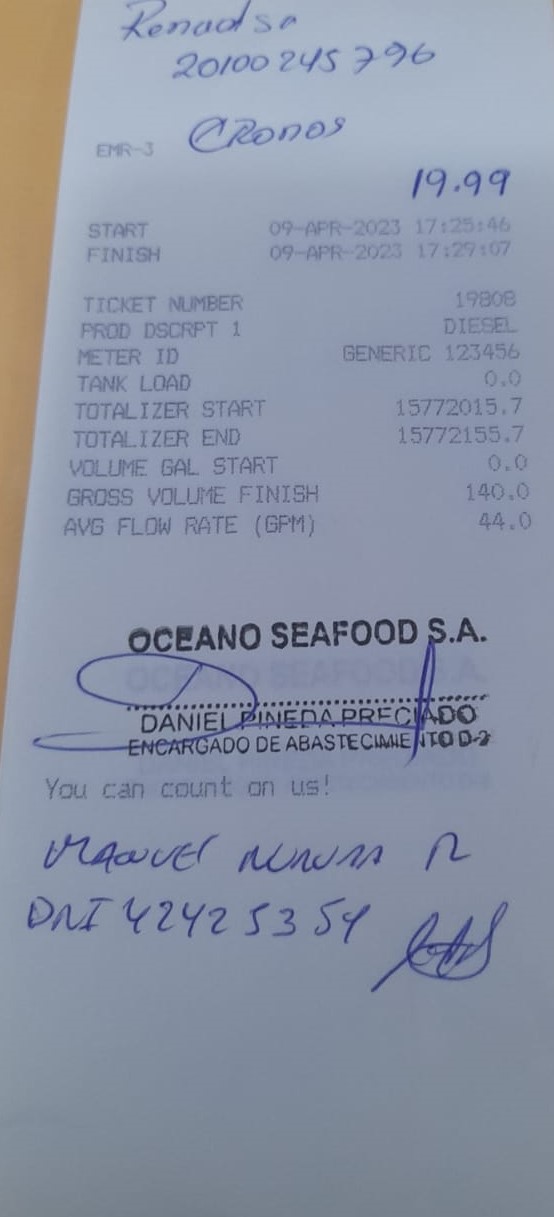 Renadsa
20100245796
EMR-3 CRonos
19.99
START 09-APR-2023 17:25:46
FINISH 09-APR-2023 17:29:07
TICKET NUMBER 19808
PROD DSCRPT 1 DIESEL
METER ID GENERIC 123456
TANK LOAD 0.0
TOTALIZER START 15772015.7
TOTALIZER END 15772155.7
VOLUME GAL START 0.0
GROSS VOLUME FINISH 140.0
AVG FLOW RATE (GPM) 44.0
OCEANO SEAFOOD S.A.
DANIEL PINEDA PRECIADO
ENCARGADO DE ABASTECIMIENTO D-2
You can count on us!
Manuel
DNI 42425354